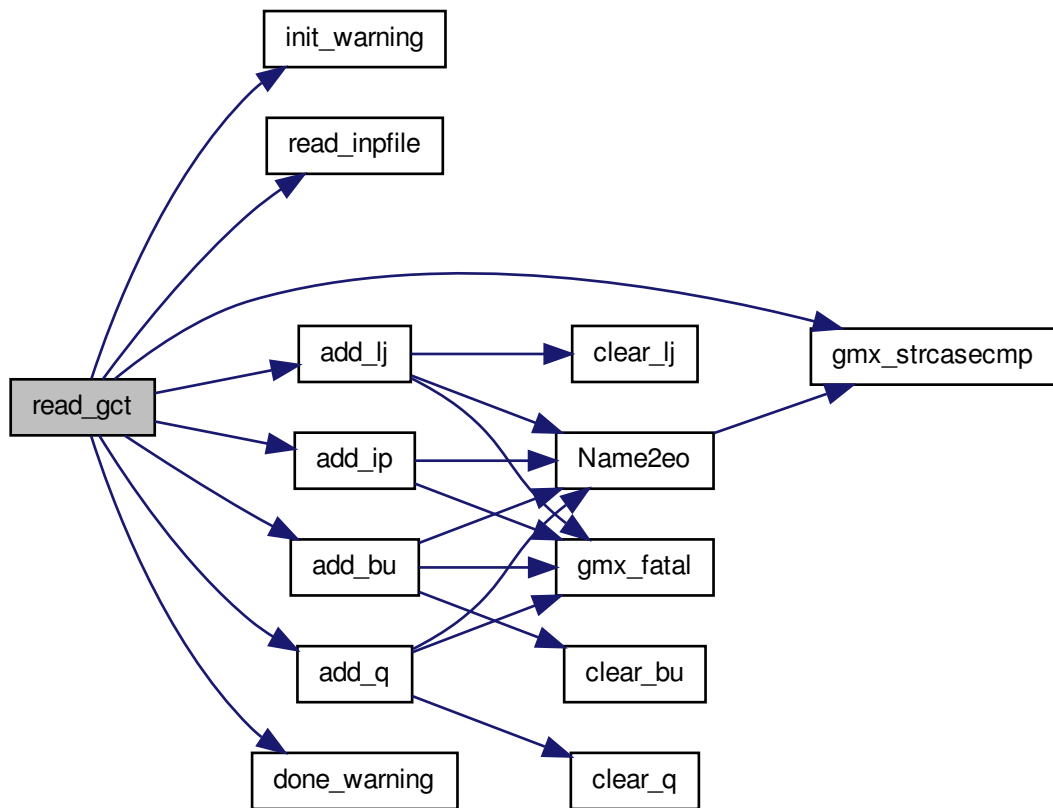 init_warning
read_inpfile
add_lj
clear_lj
gmx_strcasecmp
read_gct
add_ip
Name2eo
add_bu
gmx_fatal
add_q
clear_bu
done_warning
clear_q